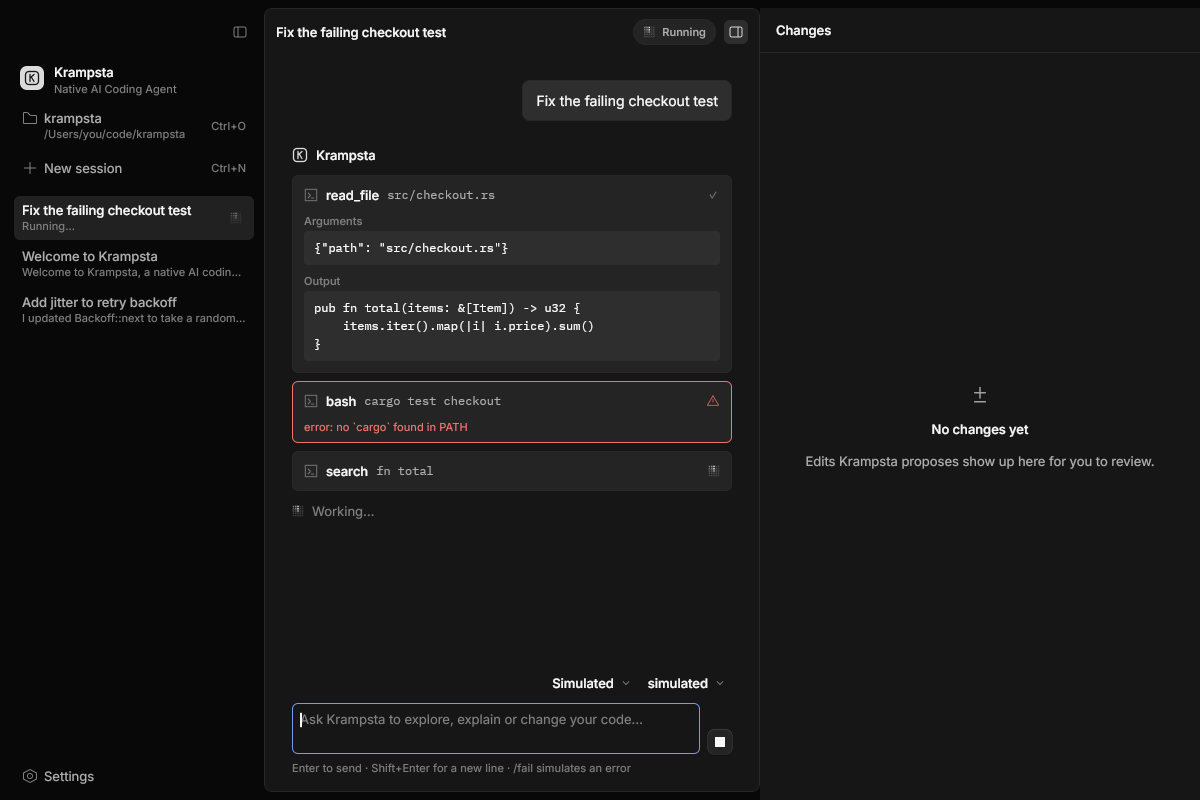 Krampsta
Native AI Coding Agent
krampsta
/Users/you/code/krampsta
Ctrl+O
New session
Ctrl+N
Fix the failing checkout test
Running...
Welcome to Krampsta
Welcome to Krampsta, a native AI codin...
Add jitter to retry backoff
I updated Backoff::next to take a random...
Settings
Fix the failing checkout test
Running
Fix the failing checkout test
K Krampsta
read_file src/checkout.rs
Arguments
{"path": "src/checkout.rs"}
Output
pub fn total(items: &[Item]) -> u32 {
    items.iter().map(|i| i.price).sum()
}
bash cargo test checkout
error: no `cargo` found in PATH
search fn total
Working...
Simulated
simulated
Ask Krampsta to explore, explain or change your code...
Enter to send · Shift+Enter for a new line · /fail simulates an error
Changes
No changes yet
Edits Krampsta proposes show up here for you to review.